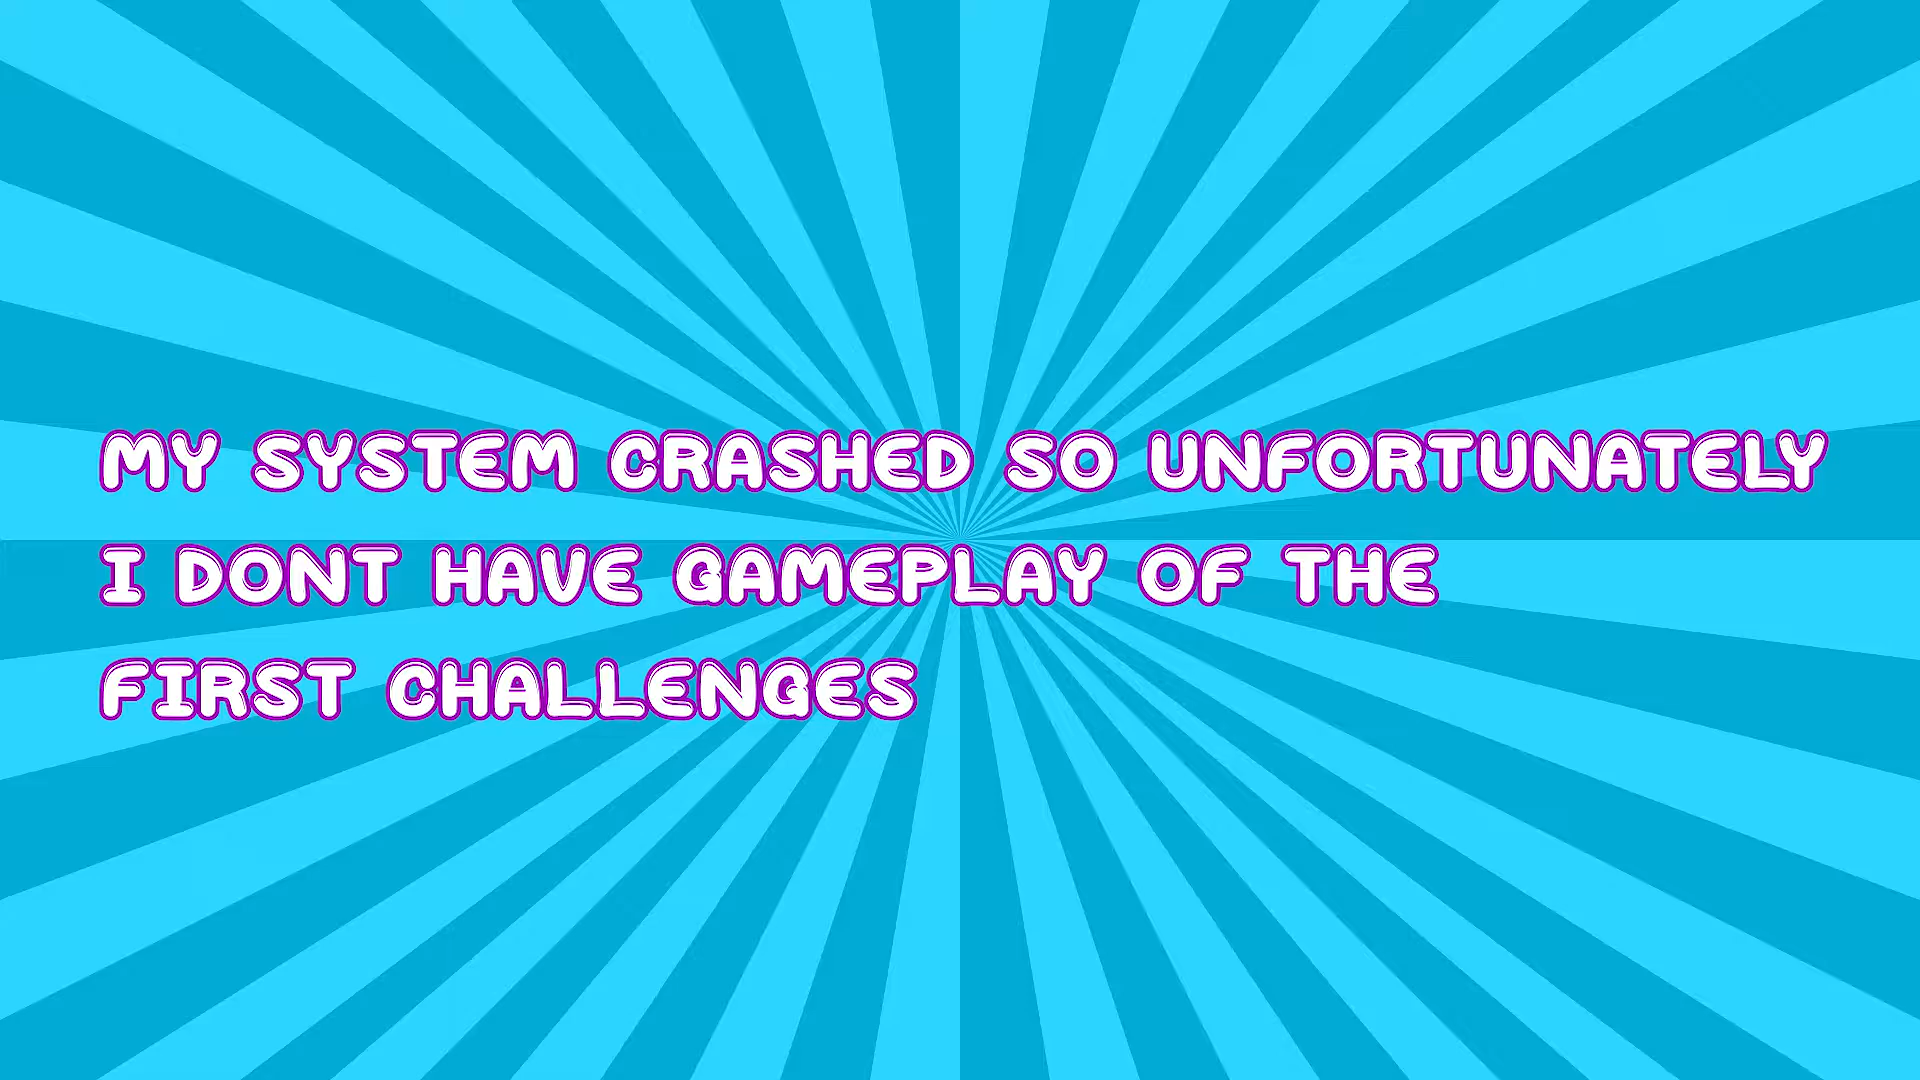 MY SYSTEM CRASHED SO UNFORTUNATELY
I DONT HAVE GAMEPLAY OF THE
FIRST CHALLENGES